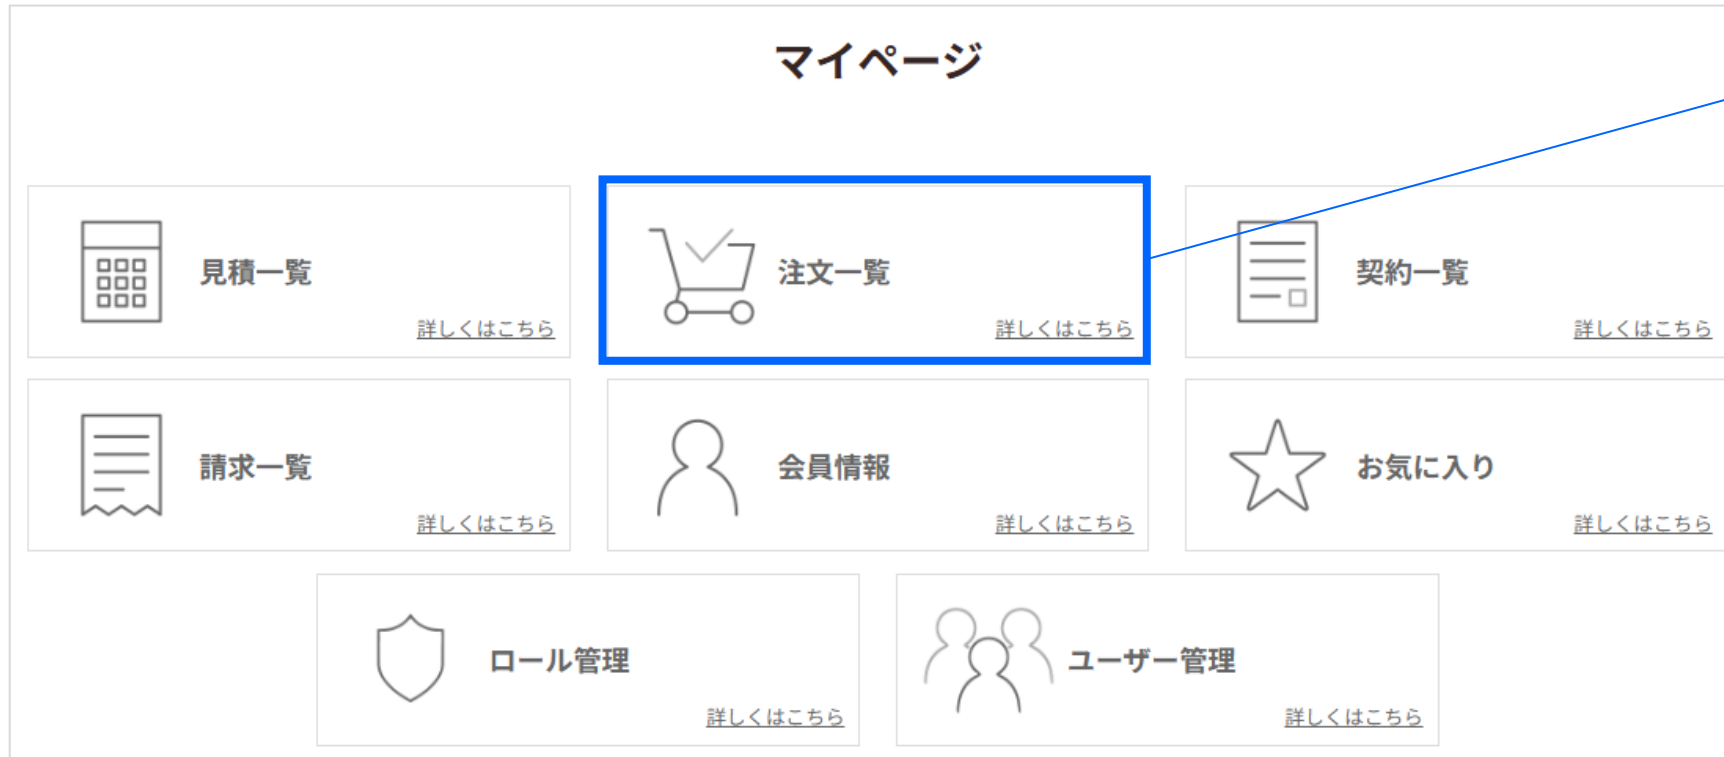 マイページ
見積一覧
詳しくはこちら
注文一覧
詳しくはこちら
契約一覧
詳しくはこちら
請求一覧
詳しくはこちら
会員情報
詳しくはこちら
お気に入り
詳しくはこちら
ロール管理
詳しくはこちら
ユーザー管理
詳しくはこちら